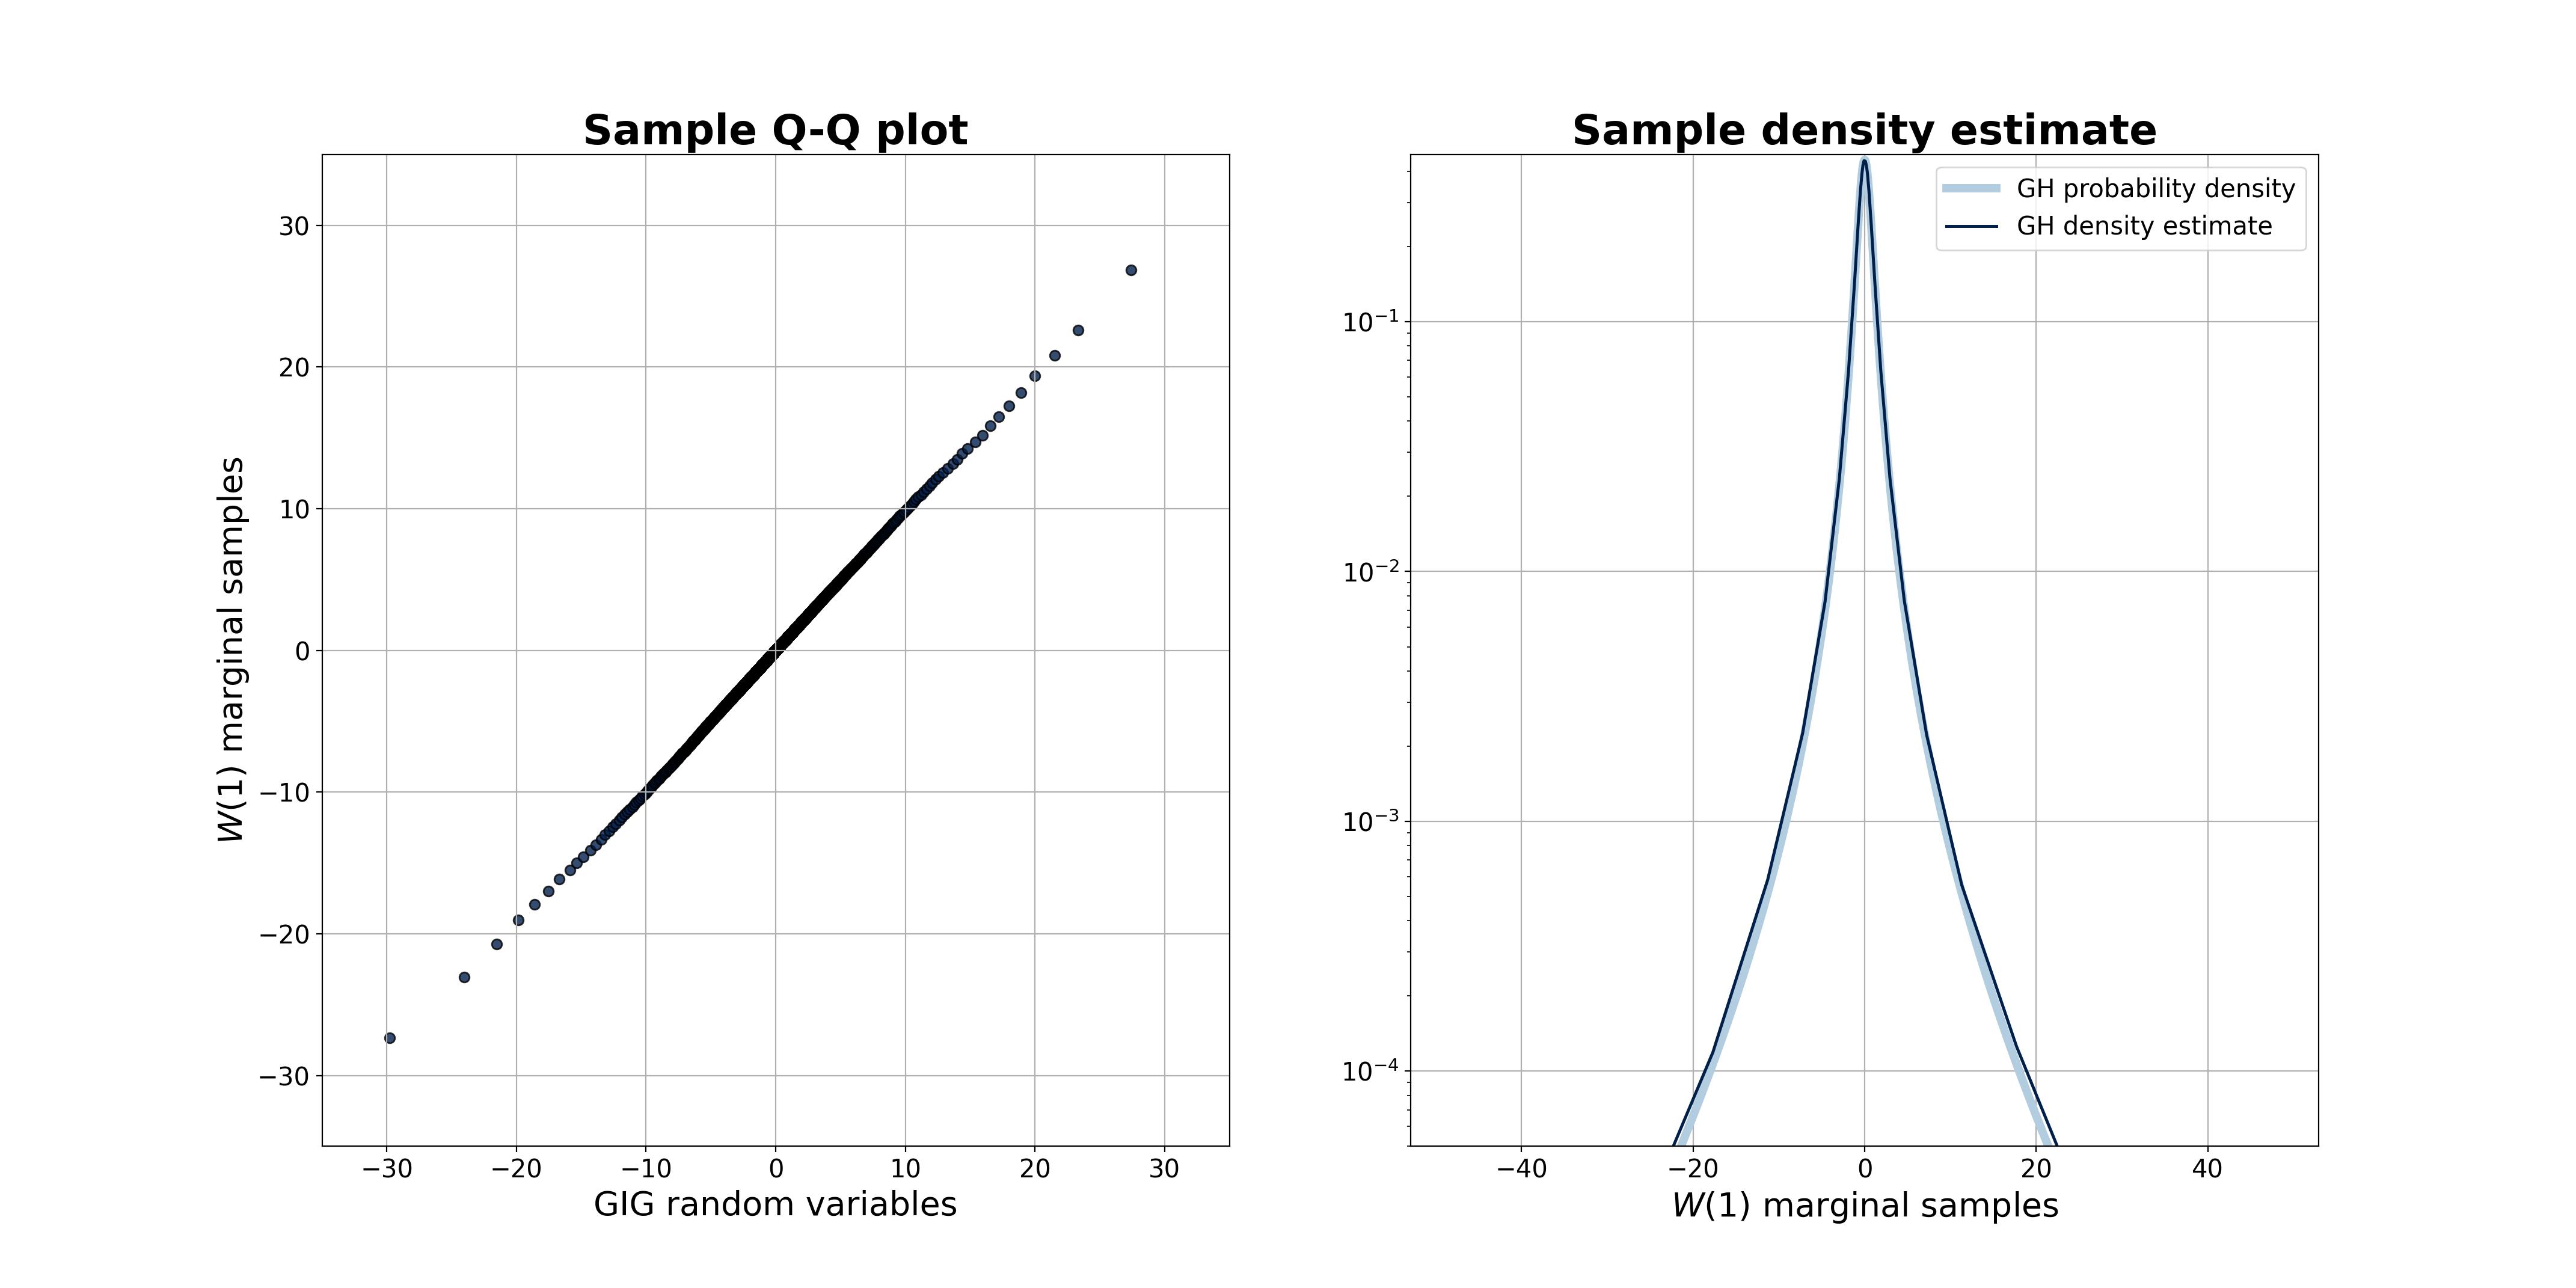 Sample Q-Q plot
30
20
10
0
−10
−20
−30
W(1) marginal samples
−30 −20 −10 0 10 20 30
GIG random variables
Sample density estimate
GH probability density
GH density estimate
10⁻¹
10⁻²
10⁻³
10⁻⁴
−40 −20 0 20 40
W(1) marginal samples